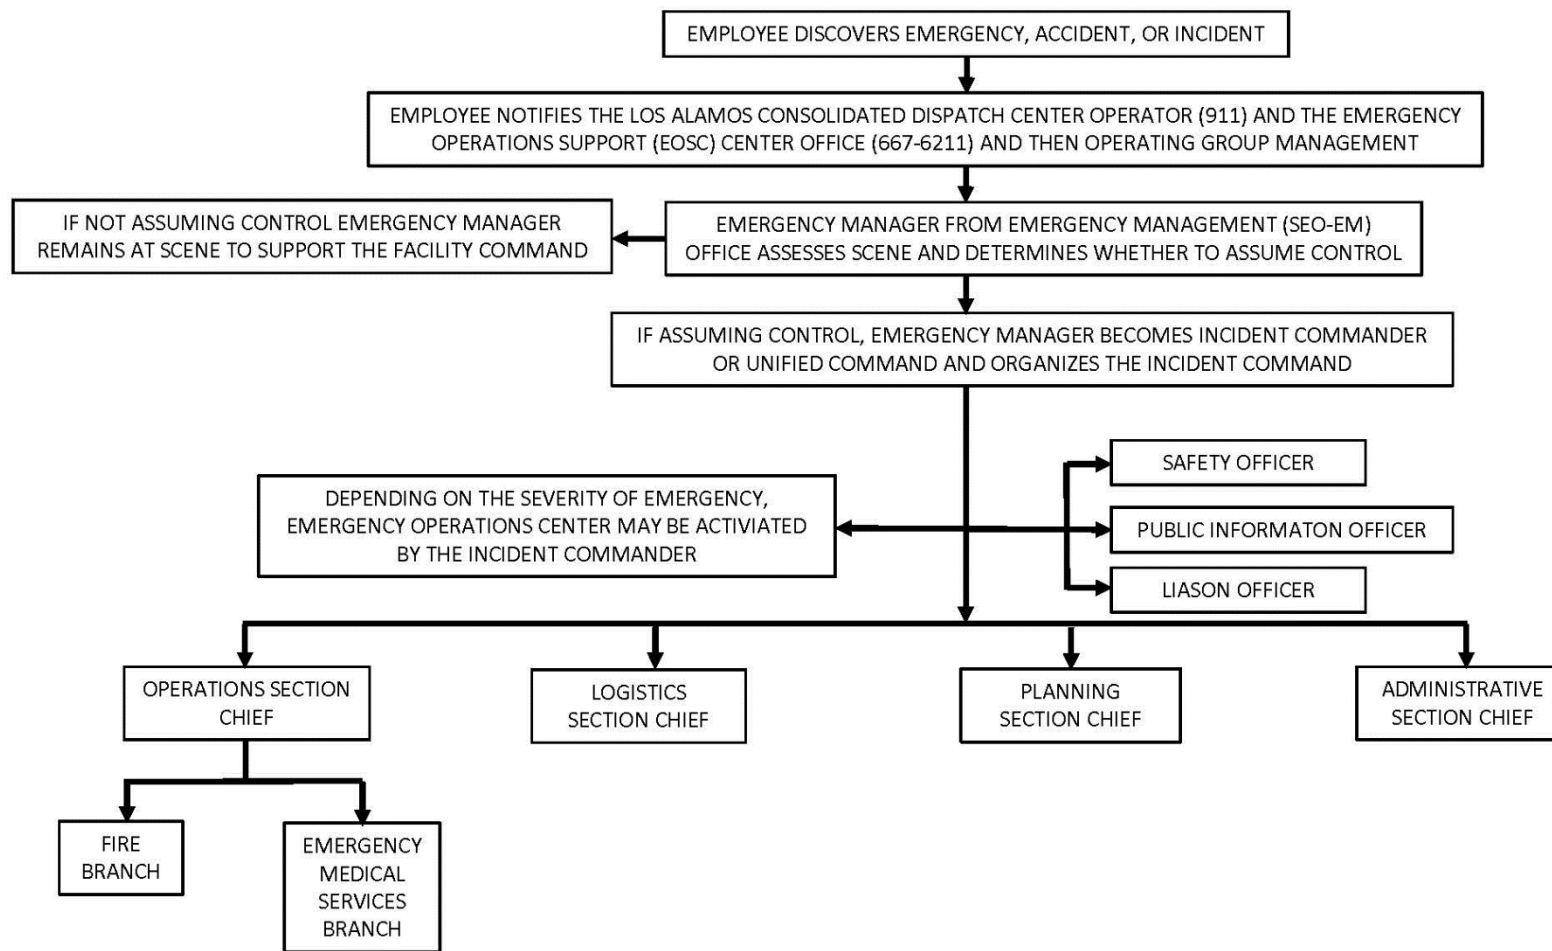 EMPLOYEE DISCOVERS EMERGENCY, ACCIDENT, OR INCIDENT
EMPLOYEE NOTIFIES THE LOS ALAMOS CONSOLIDATED DISPATCH CENTER OPERATOR (911) AND THE EMERGENCY
OPERATIONS SUPPORT (EOSC) CENTER OFFICE (667-6211) AND THEN OPERATING GROUP MANAGEMENT
IF NOT ASSUMING CONTROL EMERGENCY MANAGER
REMAINS AT SCENE TO SUPPORT THE FACILITY COMMAND
EMERGENCY MANAGER FROM EMERGENCY MANAGEMENT (SEO-EM)
OFFICE ASSESSES SCENE AND DETERMINES WHETHER TO ASSUME CONTROL
IF ASSUMING CONTROL, EMERGENCY MANAGER BECOMES INCIDENT COMMANDER
OR UNIFIED COMMAND AND ORGANIZES THE INCIDENT COMMAND
DEPENDING ON THE SEVERITY OF EMERGENCY,
EMERGENCY OPERATIONS CENTER MAY BE ACTIVIATED
BY THE INCIDENT COMMANDER
SAFETY OFFICER
PUBLIC INFORMATON OFFICER
LIASON OFFICER
OPERATIONS SECTION
CHIEF
LOGISTICS
SECTION CHIEF
PLANNING
SECTION CHIEF
ADMINISTRATIVE
SECTION CHIEF
FIRE
BRANCH
EMERGENCY
MEDICAL
SERVICES
BRANCH